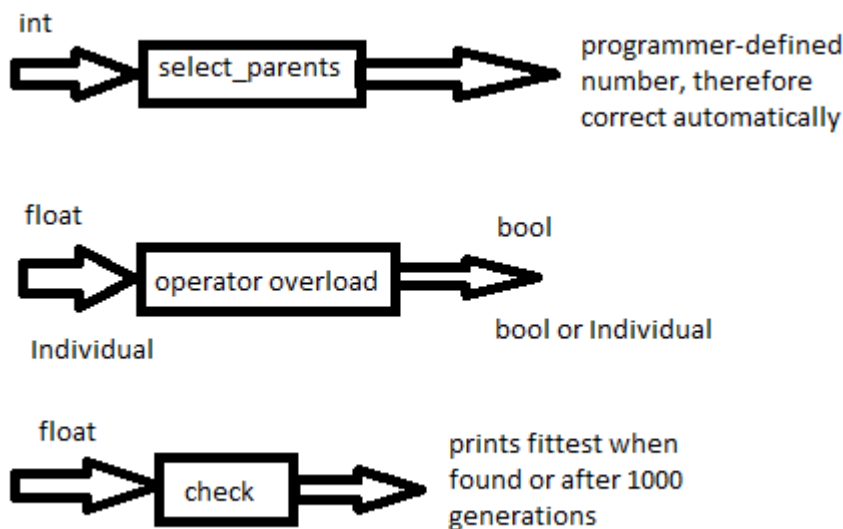 int
select_parents
programmer-defined
number, therefore
correct automatically
float
bool
operator overload
Individual
bool or Individual
float
check
prints fittest when
found or after 1000
generations